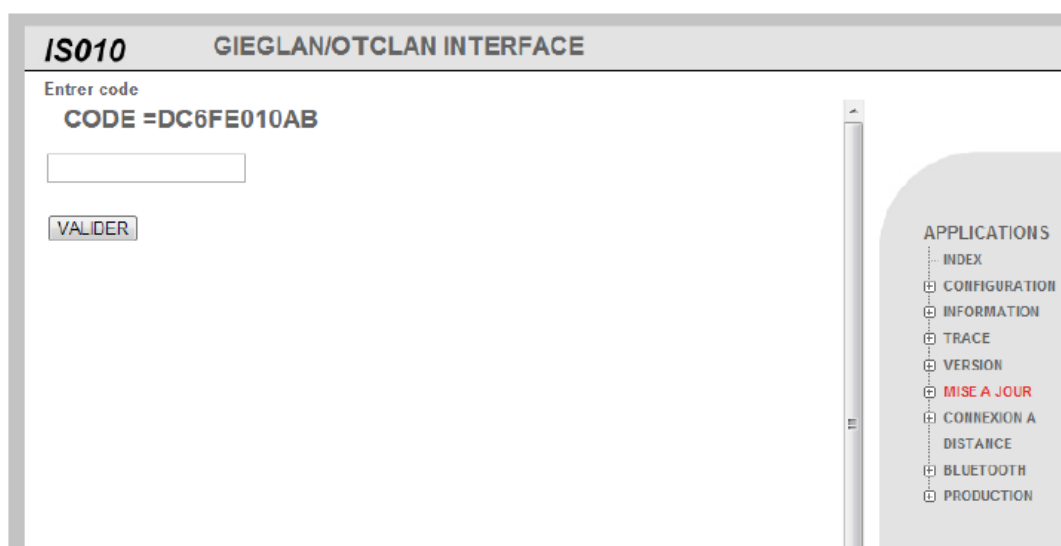 IS010 GIEGLAN/OTCLAN INTERFACE
Entrer code
CODE =DC6FE010AB
VALIDER
APPLICATIONS
INDEX
CONFIGURATION
INFORMATION
TRACE
VERSION
MISE A JOUR
CONNEXION A
DISTANCE
BLUETOOTH
PRODUCTION